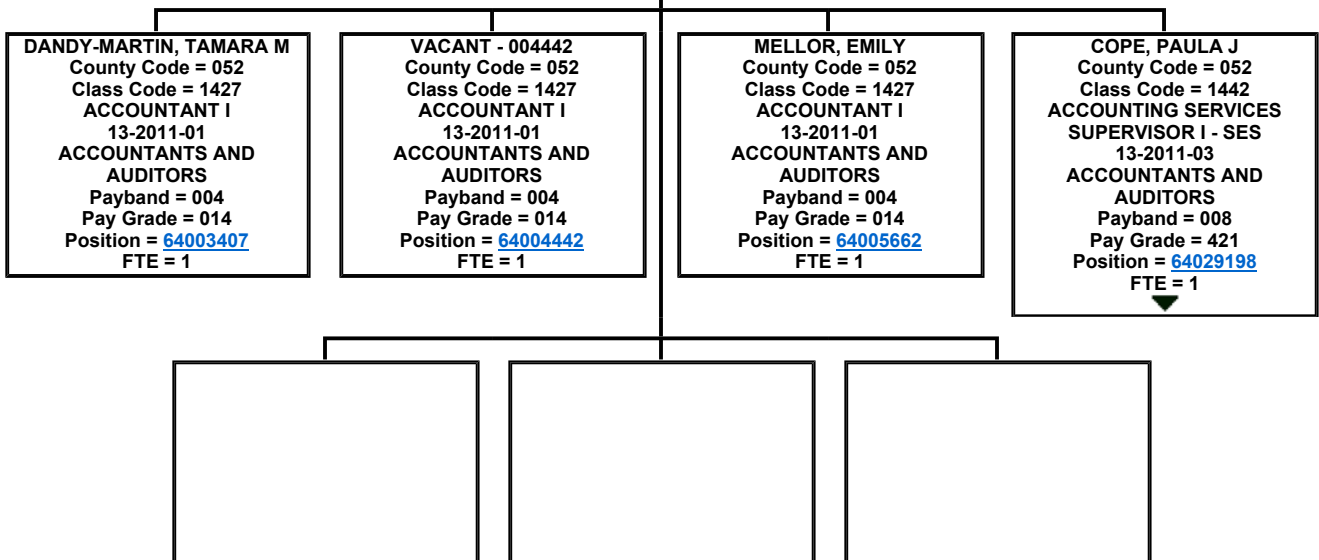 DANDY-MARTIN, TAMARA M
County Code = 052
Class Code = 1427
ACCOUNTANT I
13-2011-01
ACCOUNTANTS AND
AUDITORS
Payband = 004
Pay Grade = 014
Position = 64003407
FTE = 1
VACANT - 004442
County Code = 052
Class Code = 1427
ACCOUNTANT I
13-2011-01
ACCOUNTANTS AND
AUDITORS
Payband = 004
Pay Grade = 014
Position = 64004442
FTE = 1
MELLOR, EMILY
County Code = 052
Class Code = 1427
ACCOUNTANT I
13-2011-01
ACCOUNTANTS AND
AUDITORS
Payband = 004
Pay Grade = 014
Position = 64005662
FTE = 1
COPE, PAULA J
County Code = 052
Class Code = 1442
ACCOUNTING SERVICES
SUPERVISOR I - SES
13-2011-03
ACCOUNTANTS AND
AUDITORS
Payband = 008
Pay Grade = 421
Position = 64029198
FTE = 1